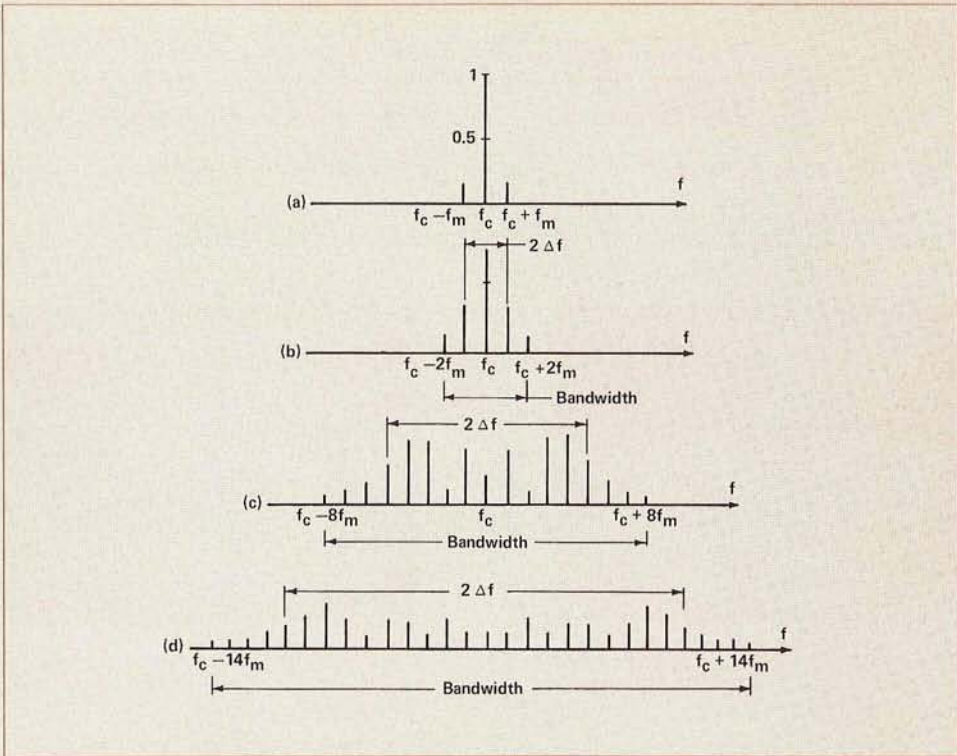 1
0.5
f
(a)
f_c −f_m f_c f_c + f_m
2 Δf
f
(b)
f_c −2f_m f_c f_c +2f_m
Bandwidth
2 Δf
f
(c)
f_c −8f_m f_c f_c + 8f_m
Bandwidth
2 Δf
f
(d)
f_c −14f_m f_c + 14f_m
Bandwidth